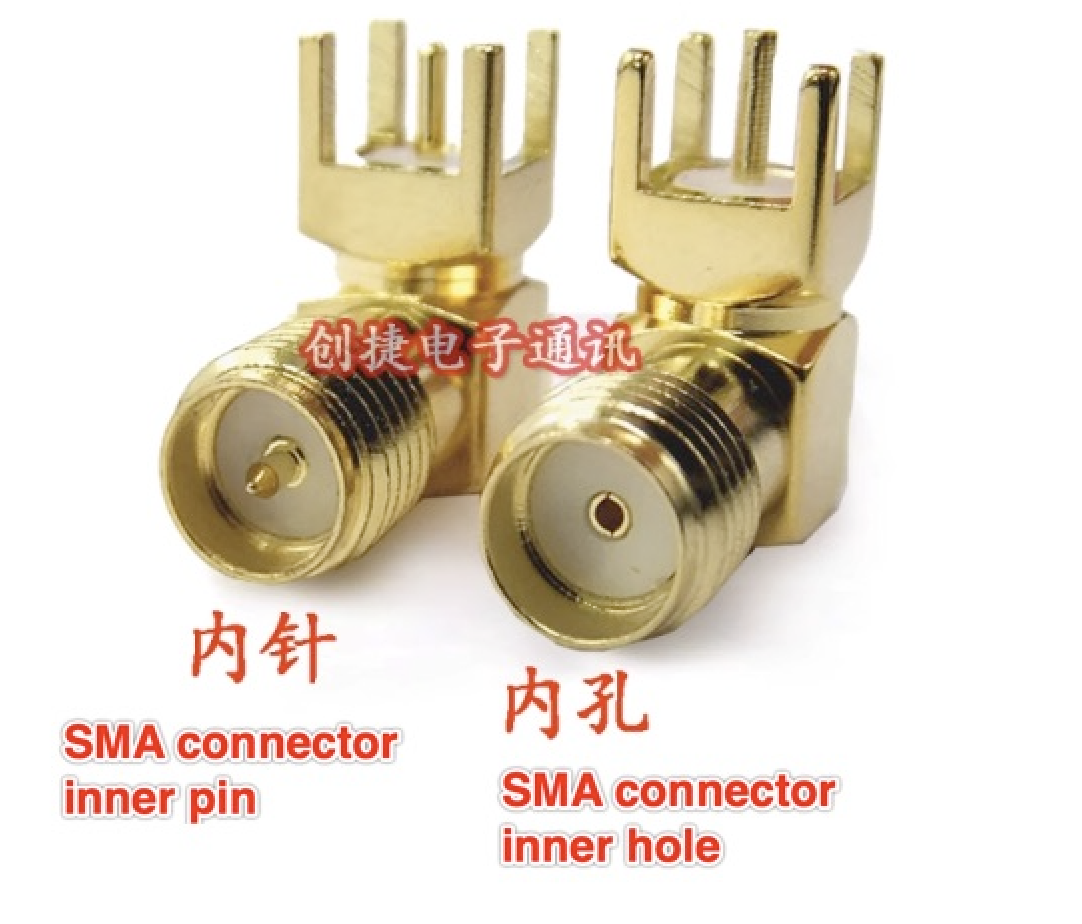 创捷电子通讯
内针
SMA connector
inner pin
内孔
SMA connector
inner hole